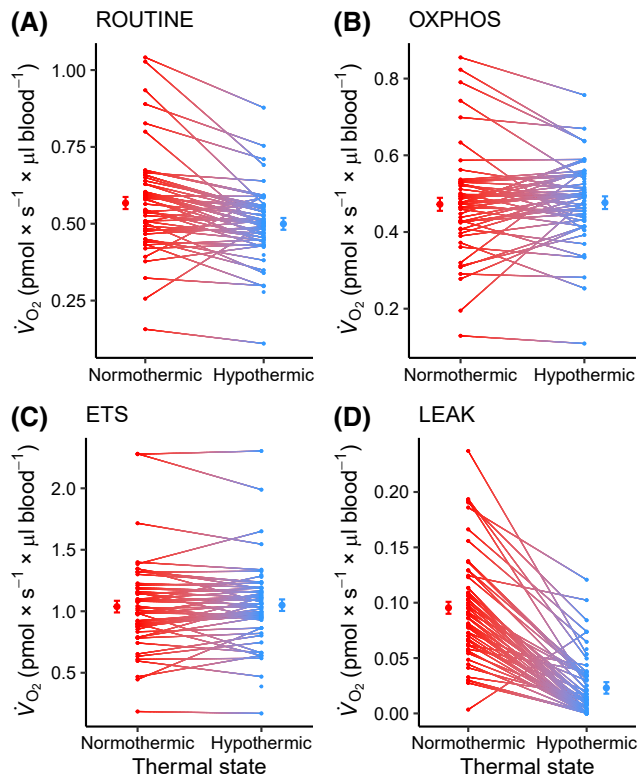 (A) ROUTINE
V̇O₂ (pmol × s⁻¹ × µl blood⁻¹)
1.00
0.75
0.50
0.25
Normothermic Hypothermic
(B) OXPHOS
V̇O₂ (pmol × s⁻¹ × µl blood⁻¹)
0.8
0.6
0.4
0.2
Normothermic Hypothermic
(C) ETS
V̇O₂ (pmol × s⁻¹ × µl blood⁻¹)
2.0
1.5
1.0
0.5
Normothermic Hypothermic
Thermal state
(D) LEAK
V̇O₂ (pmol × s⁻¹ × µl blood⁻¹)
0.20
0.15
0.10
0.05
0.00
Normothermic Hypothermic
Thermal state